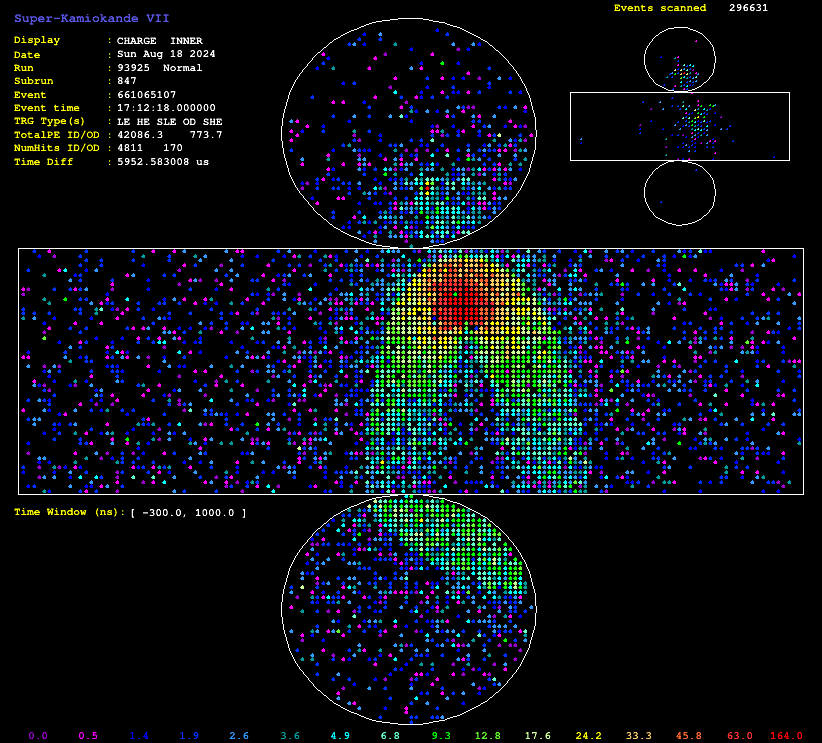 Super-Kamiokande VII
Events scanned 296631
Display : CHARGE INNER
Date : Sun Aug 18 2024
Run : 93925 Normal
Subrun : 847
Event : 661065107
Event time : 17:12:18.000000
TRG Type(s) : LE HE SLE OD SHE
TotalPE ID/OD : 42086.3 773.7
NumHits ID/OD : 4811 170
Time Diff : 5952.583008 us
Time Window (ns): [ -300.0, 1000.0 ]
0.0 0.5 1.4 1.9 2.6 3.6 4.9 6.8 9.3 12.8 17.6 24.2 33.3 45.8 63.0 164.0